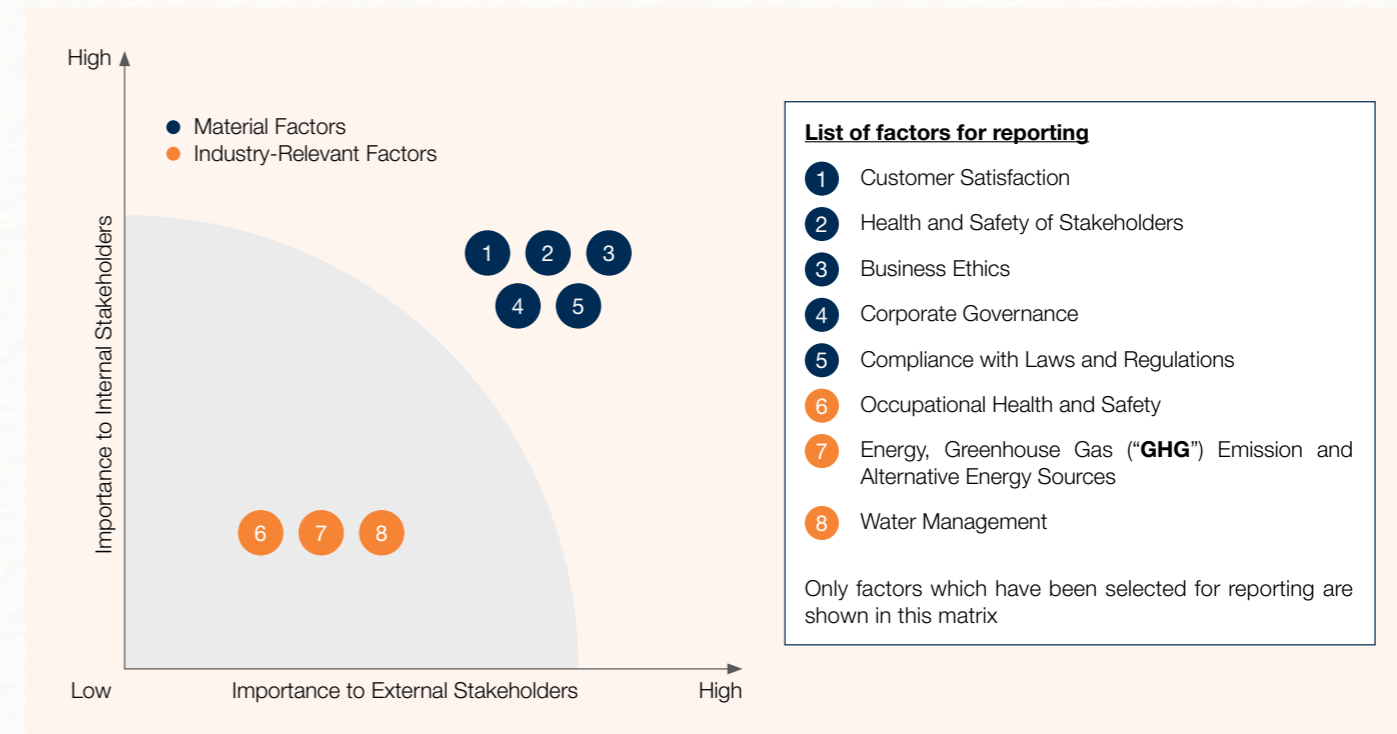 High
Material Factors
Industry-Relevant Factors
Importance to Internal Stakeholders
1
2
3
4
5
6
7
8
Low
Importance to External Stakeholders
High
List of factors for reporting
1 Customer Satisfaction
2 Health and Safety of Stakeholders
3 Business Ethics
4 Corporate Governance
5 Compliance with Laws and Regulations
6 Occupational Health and Safety
7 Energy, Greenhouse Gas (“GHG”) Emission and
Alternative Energy Sources
8 Water Management
Only factors which have been selected for reporting are
shown in this matrix